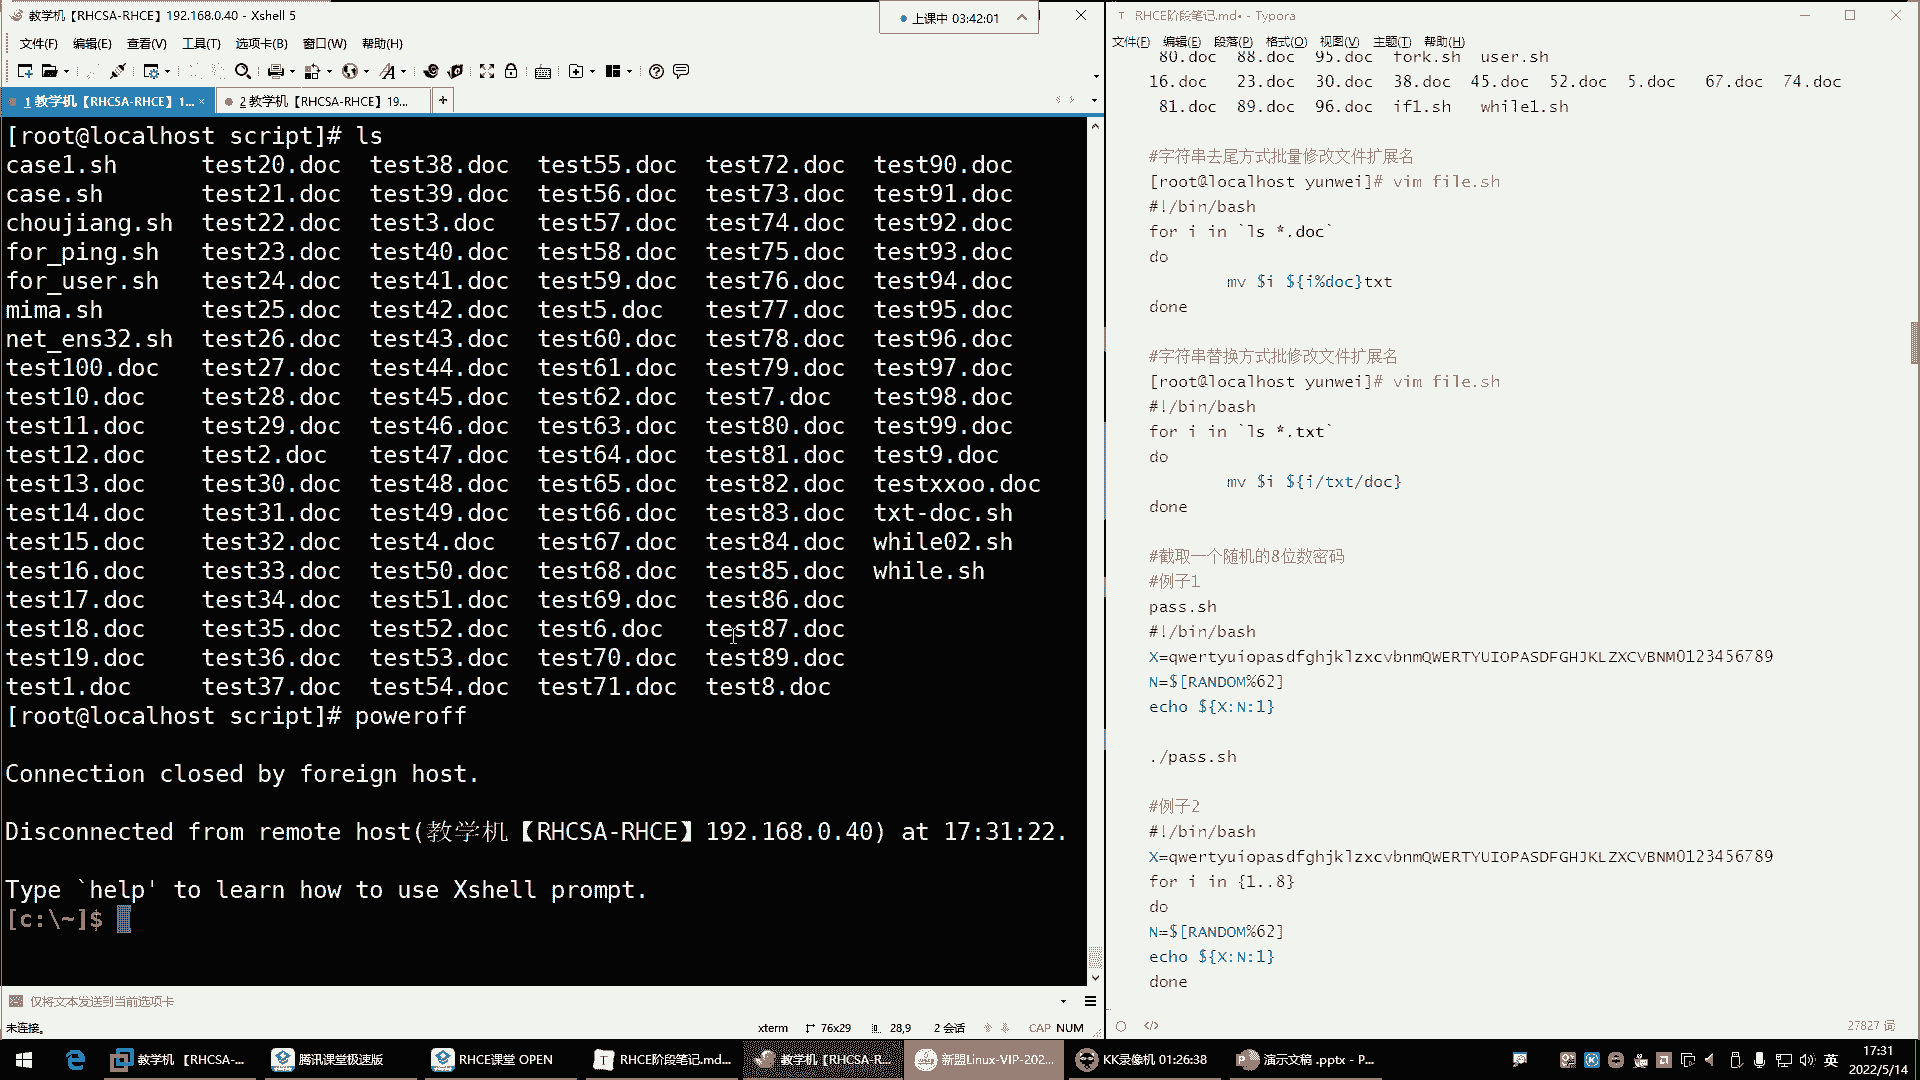 教学机【RHCSA-RHCE】192.168.0.40 - Xshell 5
上课中 03:42:01
文件(F) 编辑(E) 查看(V) 工具(T) 选项卡(B) 窗口(W) 帮助(H)
1 教学机【RHCSA-RHCE】1...
2 教学机【RHCSA-RHCE】19...
[root@localhost script]# ls
case1.sh test20.doc test38.doc test55.doc test72.doc test90.doc
case.sh test21.doc test39.doc test56.doc test73.doc test91.doc
choujiang.sh test22.doc test3.doc test57.doc test74.doc test92.doc
for_ping.sh test23.doc test40.doc test58.doc test75.doc test93.doc
for_user.sh test24.doc test41.doc test59.doc test76.doc test94.doc
mima.sh test25.doc test42.doc test5.doc test77.doc test95.doc
net_ens32.sh test26.doc test43.doc test60.doc test78.doc test96.doc
test100.doc test27.doc test44.doc test61.doc test79.doc test97.doc
test10.doc test28.doc test45.doc test62.doc test7.doc test98.doc
test11.doc test29.doc test46.doc test63.doc test80.doc test99.doc
test12.doc test2.doc test47.doc test64.doc test81.doc test9.doc
test13.doc test30.doc test48.doc test65.doc test82.doc testxxoo.doc
test14.doc test31.doc test49.doc test66.doc test83.doc txt-doc.sh
test15.doc test32.doc test4.doc test67.doc test84.doc while02.sh
test16.doc test33.doc test50.doc test68.doc test85.doc while.sh
test17.doc test34.doc test51.doc test69.doc test86.doc
test18.doc test35.doc test52.doc test6.doc test87.doc
test19.doc test36.doc test53.doc test70.doc test89.doc
test1.doc test37.doc test54.doc test71.doc test8.doc
[root@localhost script]# poweroff
Connection closed by foreign host.
Disconnected from remote host(教学机【RHCSA-RHCE】192.168.0.40) at 17:31:22.
Type `help' to learn how to use Xshell prompt.
[c:\~]$
仅将文本发送到当前选项卡
未连接。
xterm 76x29 28,9 2 会话 CAP NUM
RHCE阶段笔记.md• - Typora
文件(F) 编辑(E) 段落(P) 格式(O) 视图(V) 主题(T) 帮助(H)
80.doc 88.doc 95.doc fork.sh user.sh
16.doc 23.doc 30.doc 38.doc 45.doc 52.doc 5.doc 67.doc 74.doc
81.doc 89.doc 96.doc if1.sh while1.sh
#字符串去尾方式批量修改文件扩展名
[root@localhost yunwei]# vim file.sh
#!/bin/bash
for i in `ls *.doc`
do
mv $i ${i%doc}txt
done
#字符串替换方式批修改文件扩展名
[root@localhost yunwei]# vim file.sh
#!/bin/bash
for i in `ls *.txt`
do
mv $i ${i/txt/doc}
done
#截取一个随机的8位数密码
#例子1
pass.sh
#!/bin/bash
X=qwertyuiopasdfghjklzxcvbnmQWERTYUIOPASDFGHJKLZXCVBNM0123456789
N=$[RANDOM%62]
echo ${X:N:1}
./pass.sh
#例子2
#!/bin/bash
X=qwertyuiopasdfghjklzxcvbnmQWERTYUIOPASDFGHJKLZXCVBNM0123456789
for i in {1..8}
do
N=$[RANDOM%62]
echo ${X:N:1}
done
27827 词
教学机 【RHCSA-...
腾讯课堂极速版
RHCE课堂 OPEN
RHCE阶段笔记.md...
教学机【RHCSA-R...
新盟Linux-VIP-202...
KK录像机 01:26:38
演示文稿 .pptx - P...
英
17:31
2022/5/14